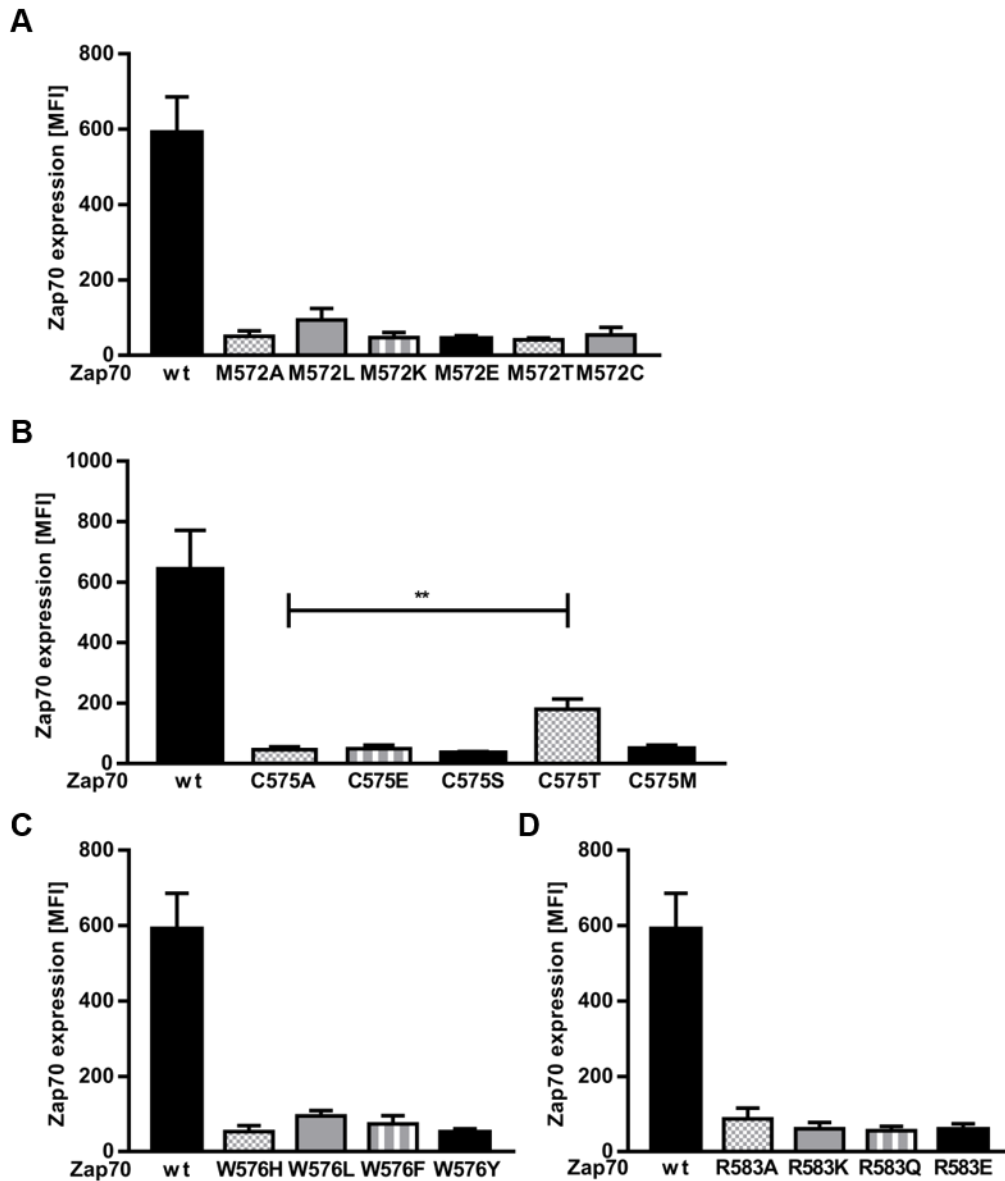 A
Zap70 expression [MFI]
800
600
400
200
0
Zap70 wt M572A M572L M572K M572E M572T M572C
B
Zap70 expression [MFI]
1000
800
600
400
200
0
**
Zap70 wt C575A C575E C575S C575T C575M
C
Zap70 expression [MFI]
800
600
400
200
0
Zap70 wt W576H W576L W576F W576Y
D
Zap70 expression [MFI]
800
600
400
200
0
Zap70 wt R583A R583K R583Q R583E